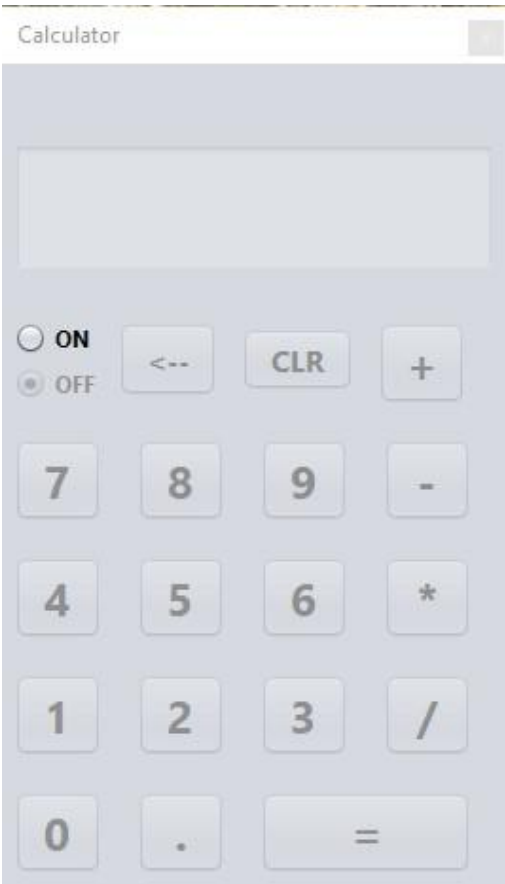 Calculator
ON
OFF
<-- CLR +
7 8 9 -
4 5 6 *
1 2 3 /
0 . =